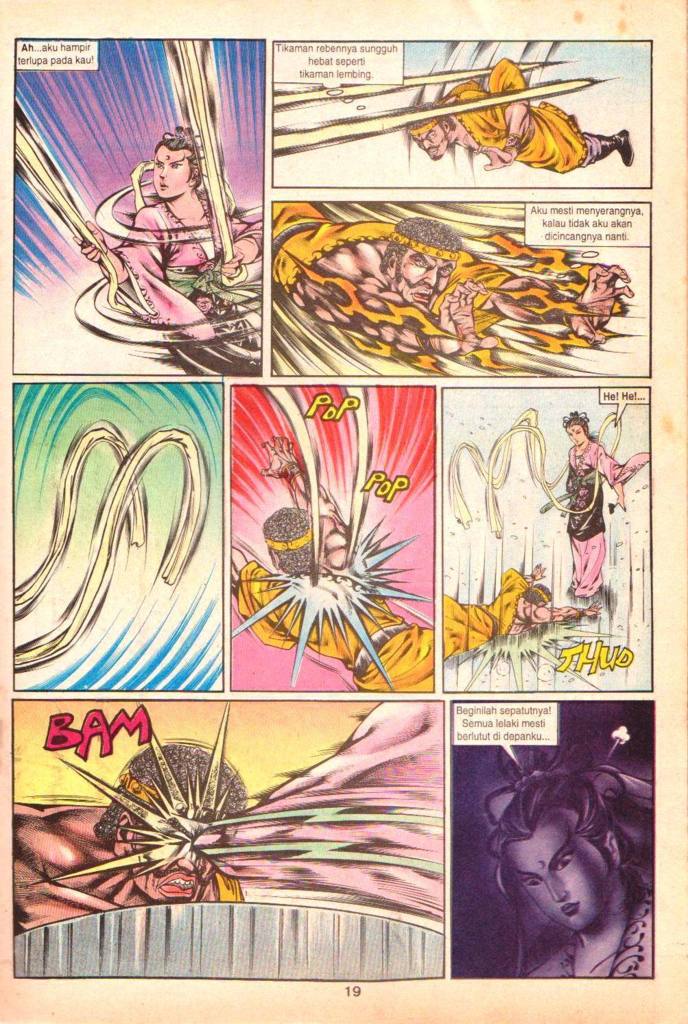 Ah...aku hampir
terlupa pada kau!
Tikaman rebennya sungguh
hebat seperti
tikaman lembing.
Aku mesti menyerangnya,
kalau tidak aku akan
dicincangnya nanti.
POP
POP
He! He!...
THUD
BAM
Beginilah sepatutnya!
Semua lelaki mesti
berlutut di depanku...
19